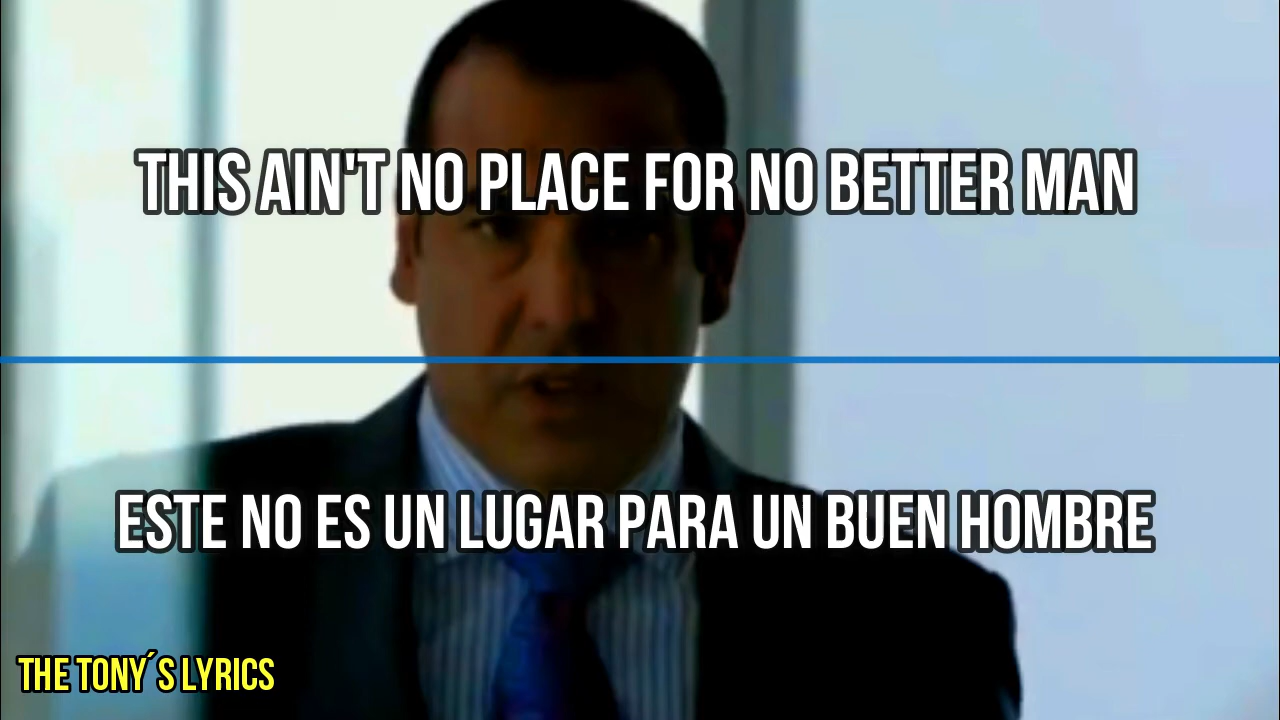 THIS AIN'T NO PLACE FOR NO BETTER MAN
ESTE NO ES UN LUGAR PARA UN BUEN HOMBRE
THE TONY´S LYRICS